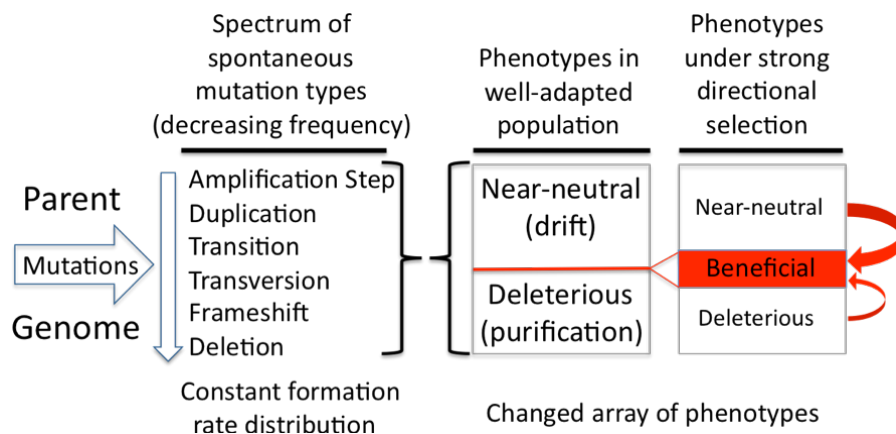 Spectrum of
spontaneous
mutation types
(decreasing frequency)
Phenotypes in
well-adapted
population
Phenotypes
under strong
directional
selection
Parent
Mutations
Genome
Amplification Step
Duplication
Transition
Transversion
Frameshift
Deletion
Near-neutral
(drift)
Deleterious
(purification)
Near-neutral
Beneficial
Deleterious
Constant formation
rate distribution
Changed array of phenotypes